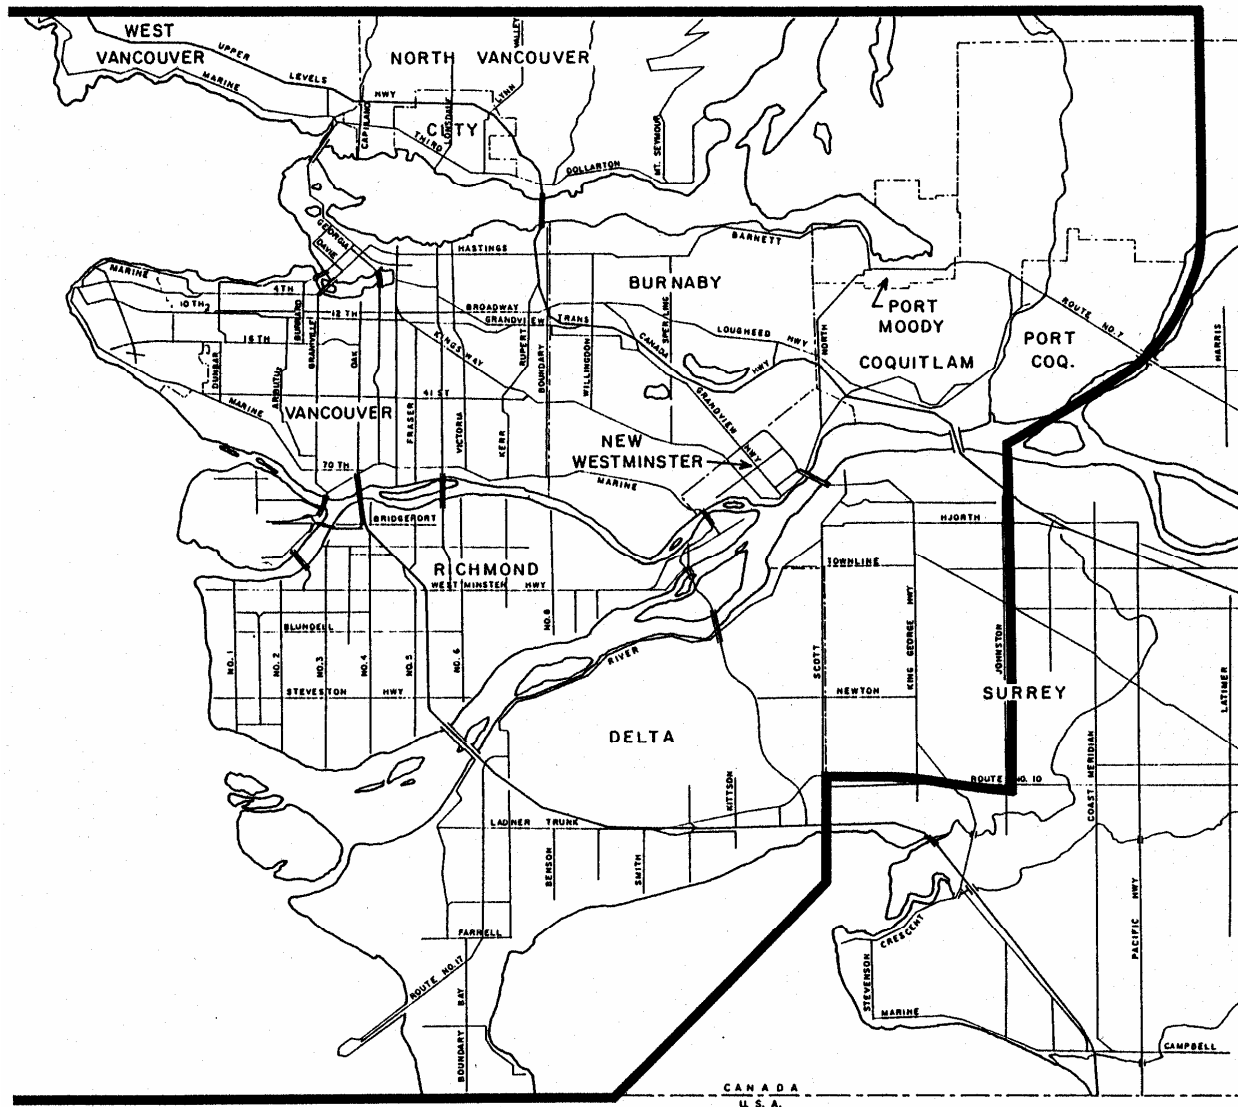 WEST
VANCOUVER
UPPER
LEVELS
HWY
MARINE
NORTH VANCOUVER
VALLEY
LYNN
CAPILANO
LONSDALE
CITY
THIRD
DOLLARTON
MT. SEYMOUR
GEORGIA
DAVIE
HASTINGS
BARNETT
MARINE
4TH
BURNABY
10TH
12TH
BROADWAY
GRANDVIEW
TRANS
CANADA
HWY
SPERLING
LOUGHEED HWY
NORTH
PORT
MOODY
ROUTE NO. 7
PORT
COQ.
HARRIS
COQUITLAM
BURRARD
GRANVILLE
OAK
KINGSWAY
RUPERT
BOUNDARY
WILLINGDON
16TH
DUNBAR
ARBUTUS
41 ST
GRANDVIEW
HWY
MARINE
VANCOUVER
FRASER
VICTORIA
KERR
NEW
WESTMINSTER
70 TH
MARINE
BRIDGEPORT
HJORTH
RICHMOND
WESTMINSTER HWY
TOWNLINE
KING GEORGE HWY
BLUNDELL
NO. 8
NO. 1
NO. 2
NO. 3
NO. 4
NO. 5
NO. 6
RIVER
SCOTT
JOHNSTON
LATIMER
STEVESTON HWY
NEWTON
SURREY
DELTA
COAST MERIDIAN
ROUTE NO. 10
KITTSON
LADNER TRUNK
BENSON
SMITH
PACIFIC HWY
CRESCENT
FARRELL
ROUTE NO. 17
STEVENSON
MARINE
BOUNDARY BAY
CAMPBELL
CANADA
U. S. A.